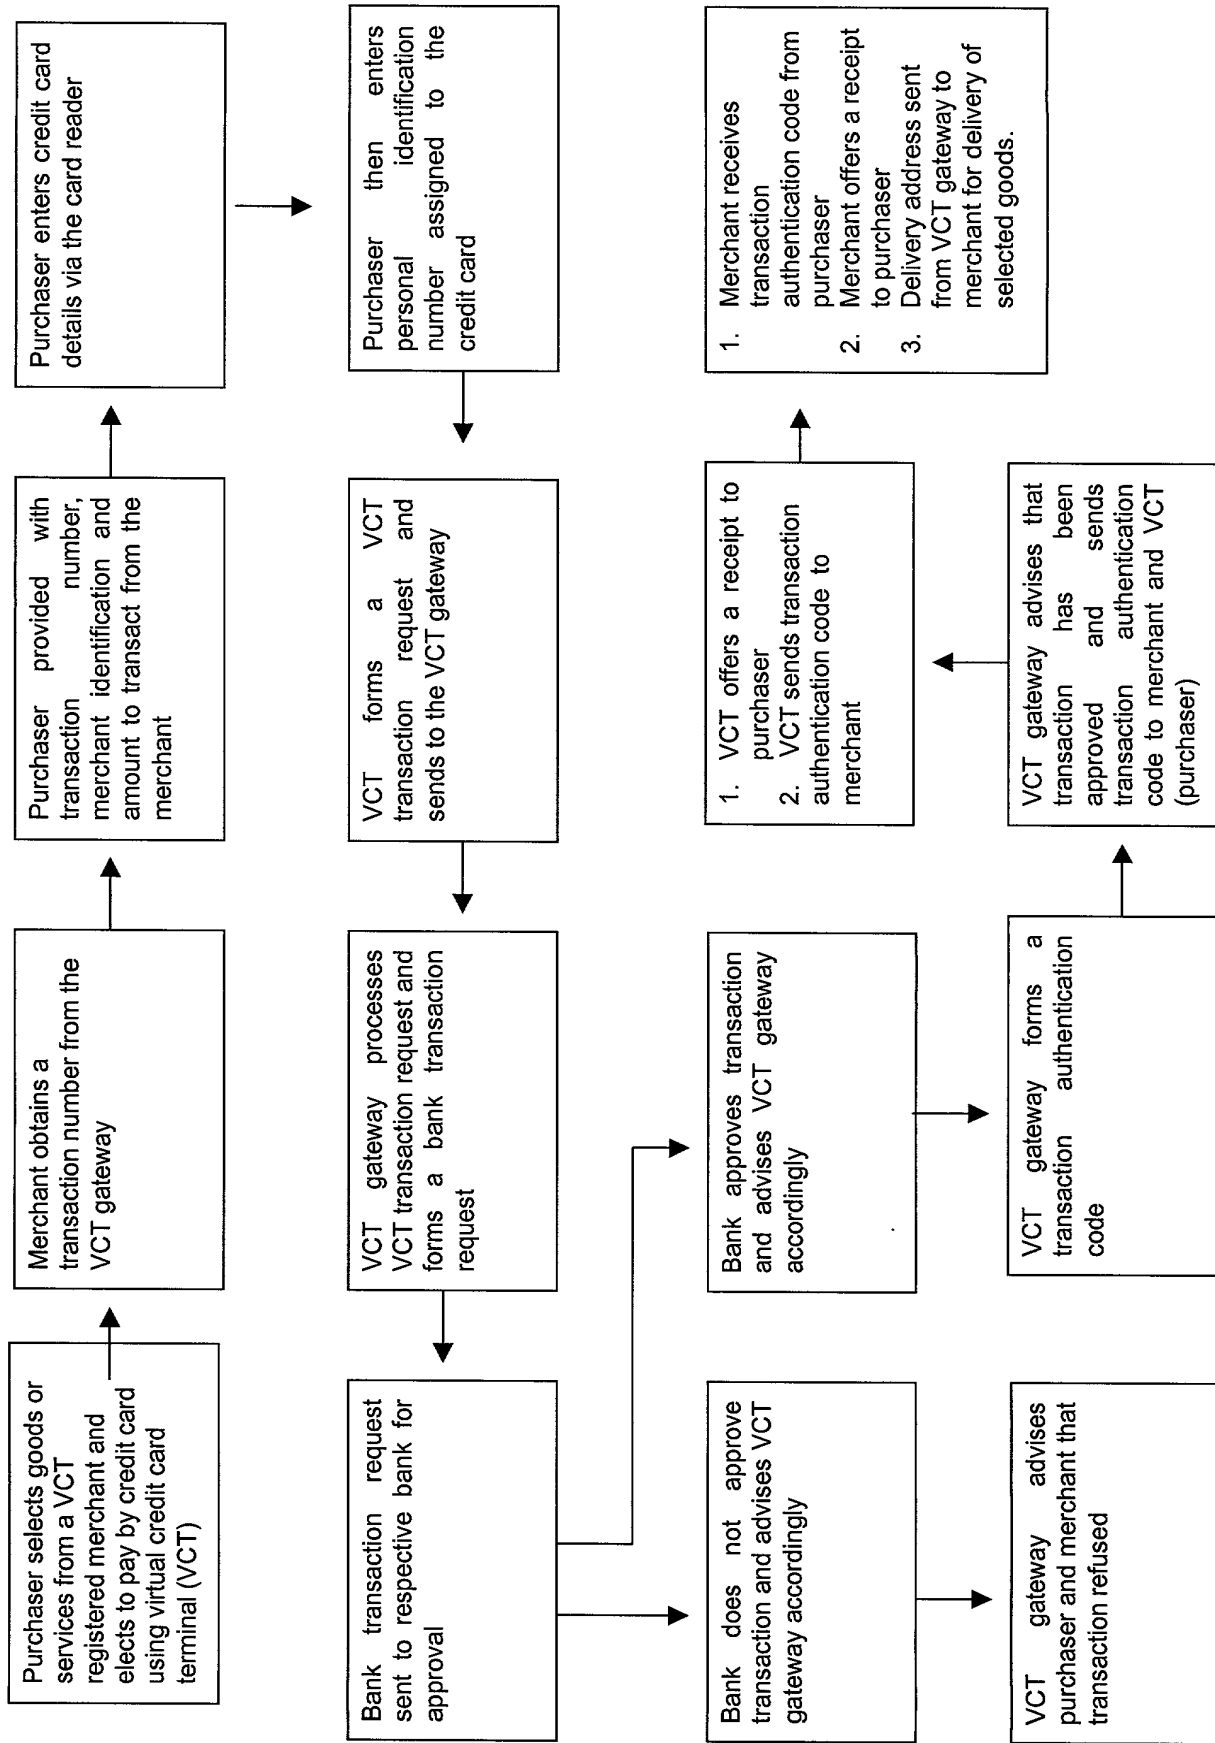 Purchaser selects goods or
services from a VCT
registered merchant and
elects to pay by credit card
using virtual credit card
terminal (VCT)
Merchant obtains a
transaction number from the
VCT gateway
Purchaser provided with
transaction number,
merchant identification and
amount to transact from the
merchant
Purchaser enters credit card
details via the card reader
Purchaser then enters
personal identification
number assigned to the
credit card
VCT forms a VCT
transaction request and
sends to the VCT gateway
VCT gateway processes
VCT transaction request and
forms a bank transaction
request
Bank transaction request
sent to respective bank for
approval
Bank does not approve
transaction and advises VCT
gateway accordingly
VCT gateway advises
purchaser and merchant that
transaction refused
Bank approves transaction
and advises VCT gateway
accordingly
VCT gateway forms a
transaction authentication
code
VCT gateway advises that
transaction has been
approved and sends
transaction authentication
code to merchant and VCT
(purchaser)
1. VCT offers a receipt to
purchaser
2. VCT sends transaction
authentication code to
merchant
1. Merchant receives
transaction
authentication code from
purchaser
2. Merchant offers a receipt
to purchaser
3. Delivery address sent
from VCT gateway to
merchant for delivery of
selected goods.